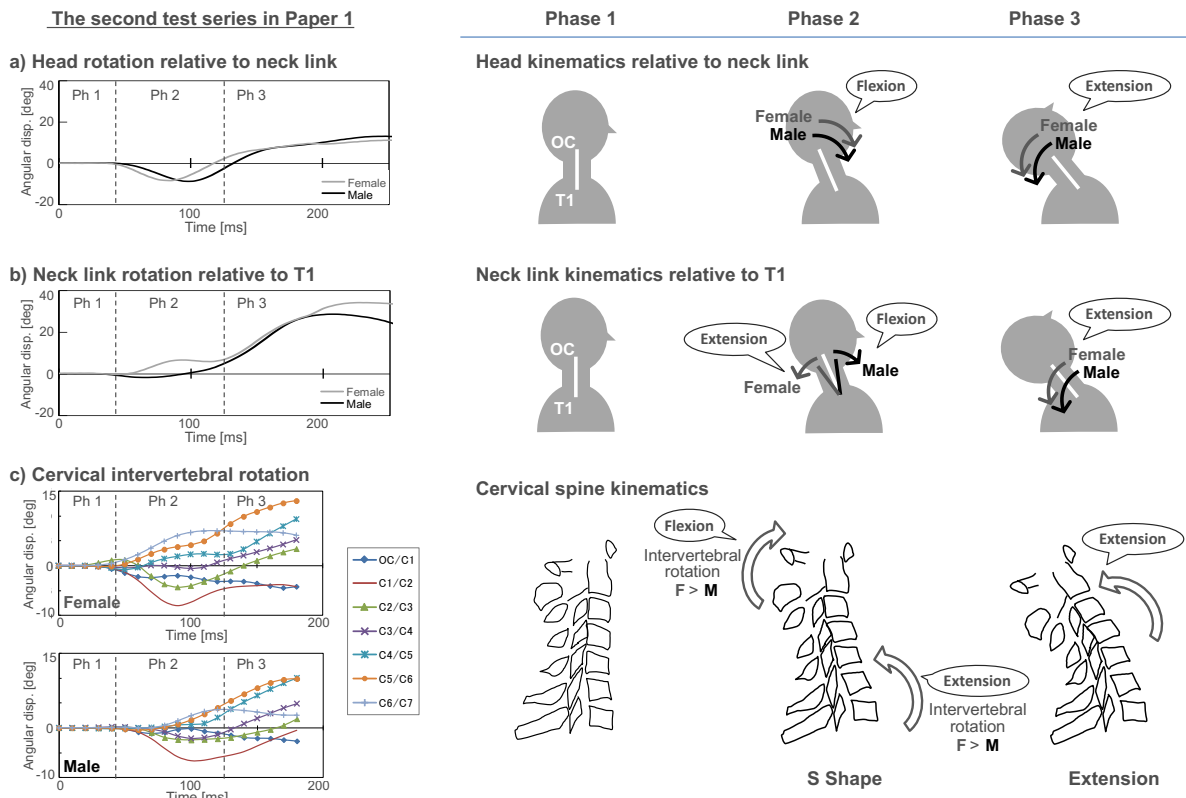 The second test series in Paper 1
Phase 1
Phase 2
Phase 3
a) Head rotation relative to neck link
Angular disp. [deg]
40
20
0
-20
Ph 1
Ph 2
Ph 3
Female
Male
0
100
200
Time [ms]
Head kinematics relative to neck link
OC
T1
Flexion
Female
Male
Extension
Female
Male
b) Neck link rotation relative to T1
Angular disp. [deg]
40
20
0
-20
Ph 1
Ph 2
Ph 3
Female
Male
0
100
200
Time [ms]
Neck link kinematics relative to T1
OC
T1
Extension
Flexion
Female
Male
Extension
Female
Male
c) Cervical intervertebral rotation
Angular disp. [deg]
15
0
-10
Ph 1
Ph 2
Ph 3
Female
0
100
200
Time [ms]
Angular disp. [deg]
15
0
-10
Ph 1
Ph 2
Ph 3
Male
0
100
200
Time [ms]
OC/C1
C1/C2
C2/C3
C3/C4
C4/C5
C5/C6
C6/C7
Cervical spine kinematics
Flexion
Intervertebral
rotation
F > M
Extension
Intervertebral
rotation
F > M
Extension
S Shape
Extension